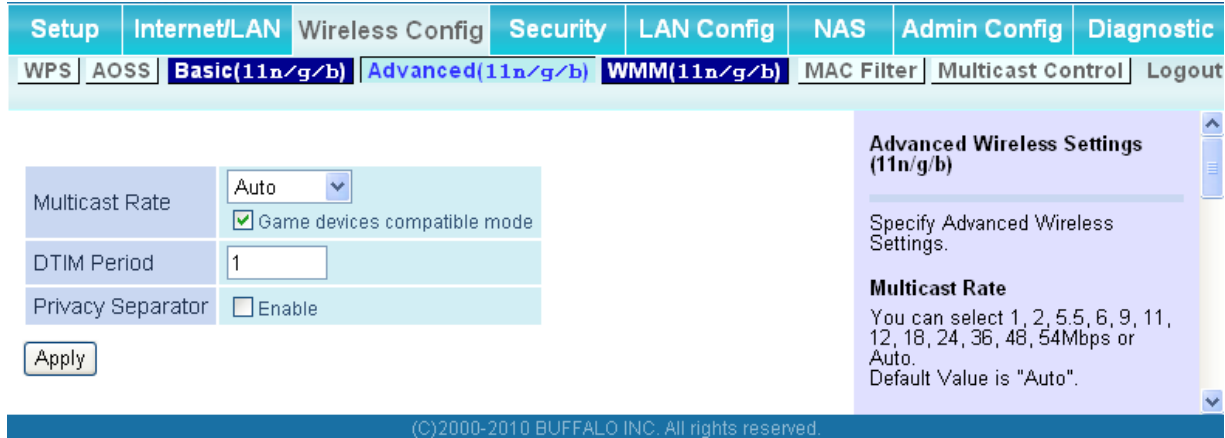 Setup Internet/LAN Wireless Config Security LAN Config NAS Admin Config Diagnostic
WPS AOSS Basic(11n/g/b) Advanced(11n/g/b) WMM(11n/g/b) MAC Filter Multicast Control Logout
Multicast Rate
Auto
Game devices compatible mode
DTIM Period
1
Privacy Separator
Enable
Apply
Advanced Wireless Settings
(11n/g/b)
Specify Advanced Wireless
Settings.
Multicast Rate
You can select 1, 2, 5.5, 6, 9, 11,
12, 18, 24, 36, 48, 54Mbps or
Auto.
Default Value is "Auto".
(C)2000-2010 BUFFALO INC. All rights reserved.